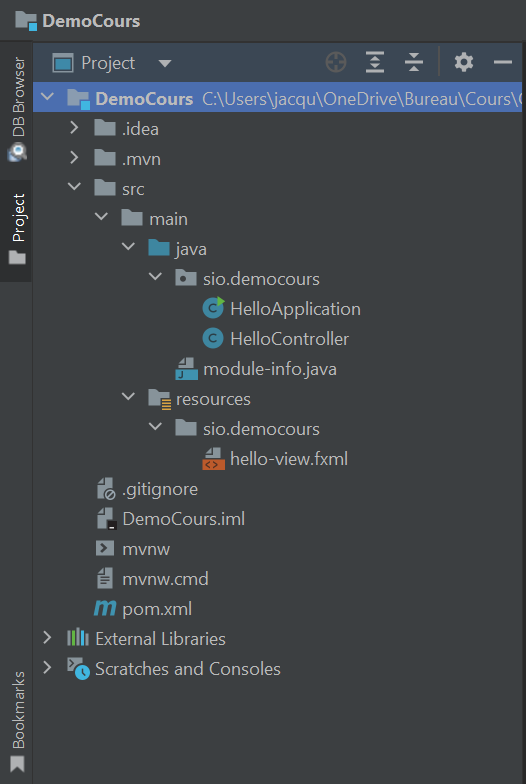 DemoCours
Project
DemoCours C:\Users\jacqu\OneDrive\Bureau\Cours\
.idea
.mvn
src
main
java
sio.democours
HelloApplication
HelloController
module-info.java
resources
sio.democours
hello-view.fxml
.gitignore
DemoCours.iml
mvnw
mvnw.cmd
pom.xml
External Libraries
Scratches and Consoles
DB Browser
Project
Bookmarks